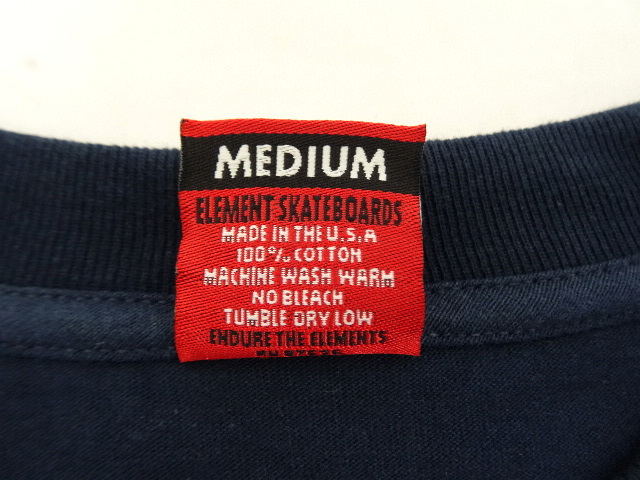 MEDIUM
ELEMENT SKATEBOARDS
MADE IN THE U.S.A
100% COTTON
MACHINE WASH WARM
NO BLEACH
TUMBLE DRY LOW
ENDURE THE ELEMENTS